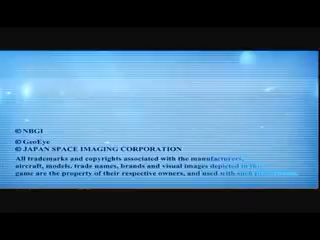 © NBGI
© GeoEye
© JAPAN SPACE IMAGING CORPORATION
All trademarks and copyrights associated with the manufacturers,
aircraft, models, trade names, brands and visual images depicted in this
game are the property of their respective owners, and used with such